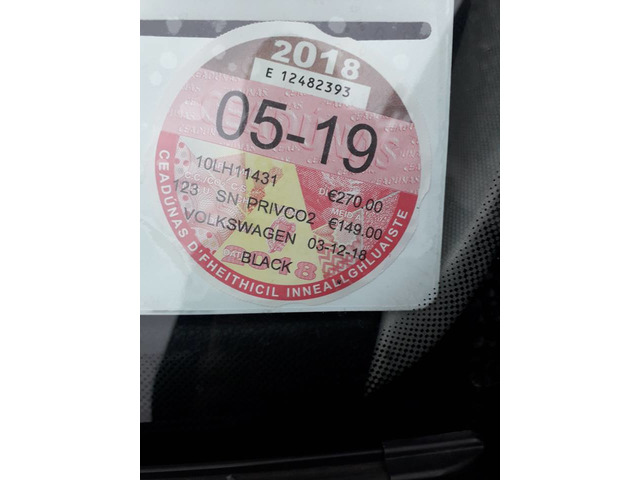 2018
E 12482393
05-19
10LH11431 €270.00
123 SN PRIVCO2 €149.00
VOLKSWAGEN 03-12-18
BLACK
2018
CEADÚNAS D'FHEITHICIL INNEALLGHLUAISTE